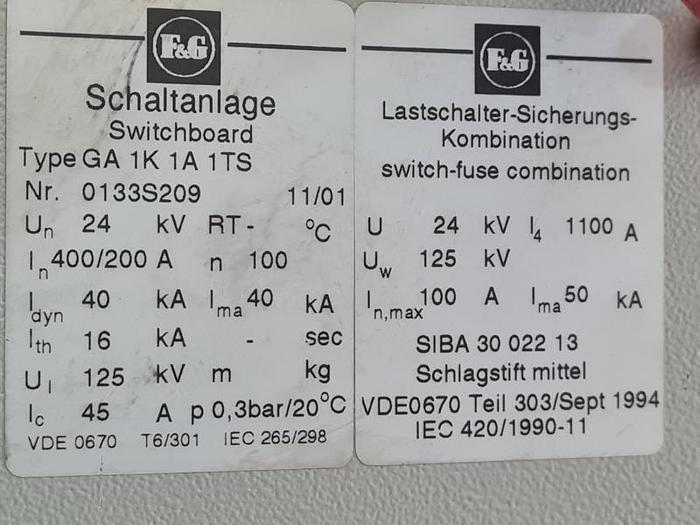 F&G
Schaltanlage
Switchboard
Type GA 1K 1A 1TS
Nr. 0133S209 11/01
Un 24 kV RT - °C
In 400/200 A n 100
Idyn 40 kA Ima 40 kA
Ith 16 kA - sec
Ul 125 kV m kg
Ic 45 A p 0,3bar/20°C
VDE 0670 T6/301 IEC 265/298
F&G
Lastschalter-Sicherungs-
Kombination
switch-fuse combination
U 24 kV I4 1100 A
Uw 125 kV
In,max 100 A Ima 50 kA
SIBA 30 022 13
Schlagstift mittel
VDE0670 Teil 303/Sept 1994
IEC 420/1990-11